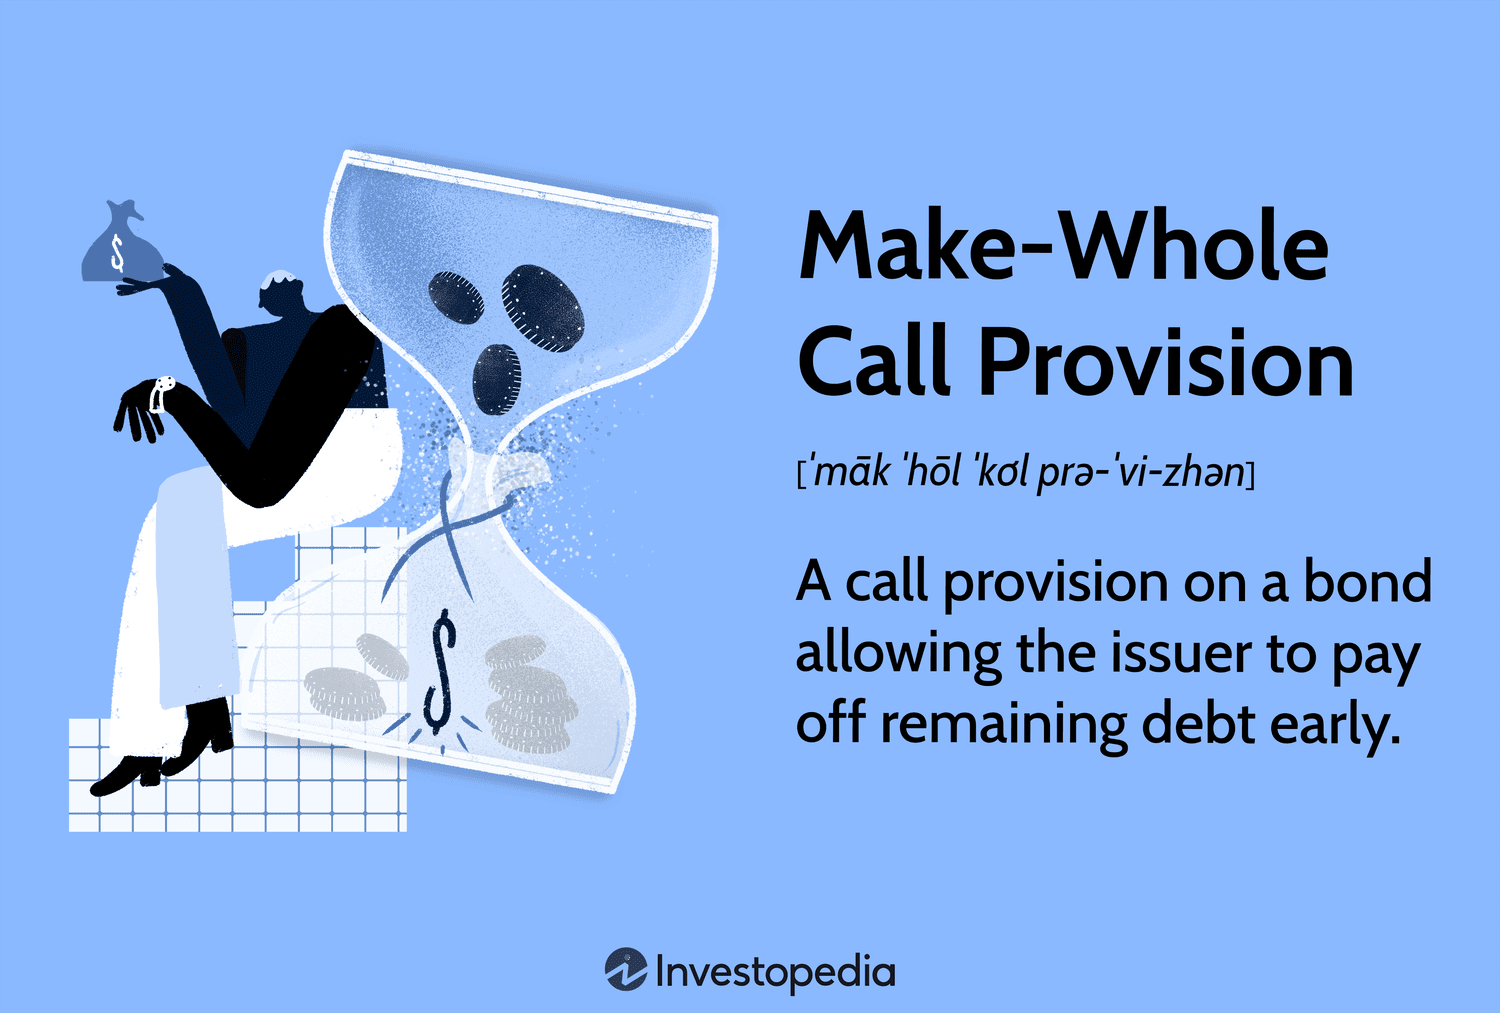 $
$
Make-Whole
Call Provision
[ˈmāk ˈhōl ˈkȯl prə-ˈvi-zhən]
A call provision on a bond
allowing the issuer to pay
off remaining debt early.
Investopedia